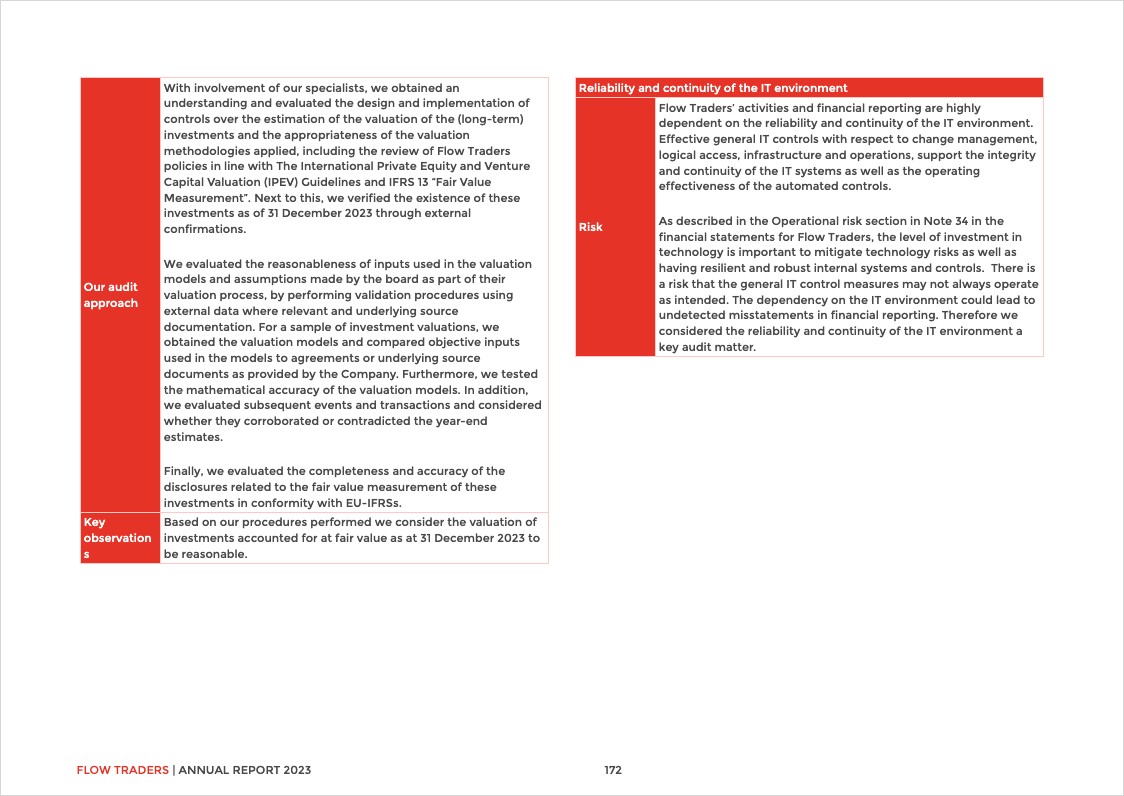 With involvement of our specialists, we obtained an
understanding and evaluated the design and implementation of
controls over the estimation of the valuation of the (long-term)
investments and the appropriateness of the valuation
methodologies applied, including the review of Flow Traders
policies in line with The International Private Equity and Venture
Capital Valuation (IPEV) Guidelines and IFRS 13 “Fair Value
Measurement”. Next to this, we verified the existence of these
investments as of 31 December 2023 through external
confirmations.
Our audit
approach
We evaluated the reasonableness of inputs used in the valuation
models and assumptions made by the board as part of their
valuation process, by performing validation procedures using
external data where relevant and underlying source
documentation. For a sample of investment valuations, we
obtained the valuation models and compared objective inputs
used in the models to agreements or underlying source
documents as provided by the Company. Furthermore, we tested
the mathematical accuracy of the valuation models. In addition,
we evaluated subsequent events and transactions and considered
whether they corroborated or contradicted the year-end
estimates.
Finally, we evaluated the completeness and accuracy of the
disclosures related to the fair value measurement of these
investments in conformity with EU-IFRSs.
Key
observation
s
Based on our procedures performed we consider the valuation of
investments accounted for at fair value as at 31 December 2023 to
be reasonable.
Reliability and continuity of the IT environment
Risk
Flow Traders’ activities and financial reporting are highly
dependent on the reliability and continuity of the IT environment.
Effective general IT controls with respect to change management,
logical access, infrastructure and operations, support the integrity
and continuity of the IT systems as well as the operating
effectiveness of the automated controls.
As described in the Operational risk section in Note 34 in the
financial statements for Flow Traders, the level of investment in
technology is important to mitigate technology risks as well as
having resilient and robust internal systems and controls.  There is
a risk that the general IT control measures may not always operate
as intended. The dependency on the IT environment could lead to
undetected misstatements in financial reporting. Therefore we
considered the reliability and continuity of the IT environment a
key audit matter.
FLOW TRADERS | ANNUAL REPORT 2023
172